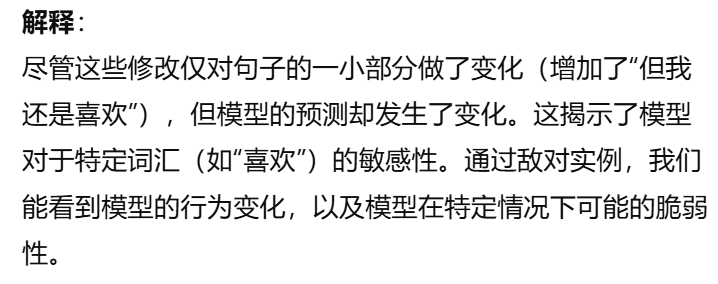 解释：
尽管这些修改仅对句子的一小部分做了变化（增加了“但我
还是喜欢”），但模型的预测却发生了变化。这揭示了模型
对于特定词汇（如“喜欢”）的敏感性。通过敌对实例，我们
能看到模型的行为变化，以及模型在特定情况下可能的脆弱
性。